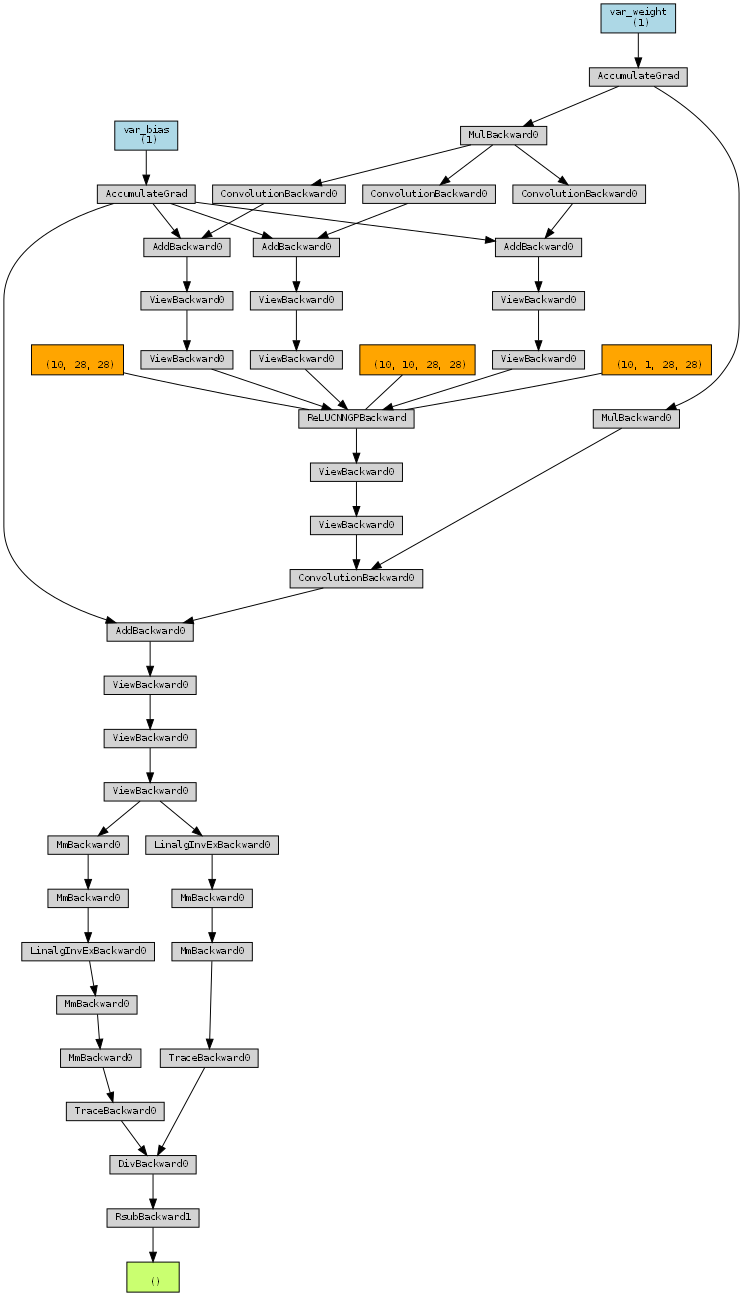 var_weight
(1)
AccumulateGrad
var_bias
(1)
MulBackward0
AccumulateGrad
ConvolutionBackward0
ConvolutionBackward0
ConvolutionBackward0
AddBackward0
AddBackward0
AddBackward0
ViewBackward0
ViewBackward0
ViewBackward0
(10, 28, 28)
ViewBackward0
ViewBackward0
(10, 10, 28, 28)
ViewBackward0
(10, 1, 28, 28)
ReLUCNNGPBackward
MulBackward0
ViewBackward0
ViewBackward0
ConvolutionBackward0
AddBackward0
ViewBackward0
ViewBackward0
ViewBackward0
MmBackward0
LinalgInvExBackward0
MmBackward0
MmBackward0
LinalgInvExBackward0
MmBackward0
MmBackward0
MmBackward0
TraceBackward0
TraceBackward0
DivBackward0
RsubBackward1
()